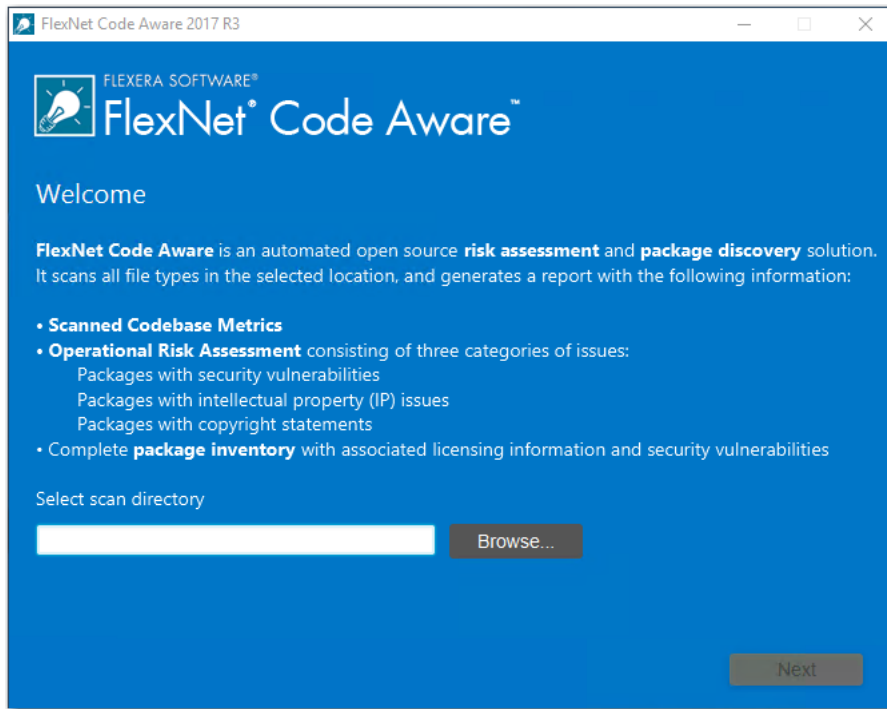 FlexNet Code Aware 2017 R3
FLEXERA SOFTWARE®
FlexNet® Code Aware™
Welcome
FlexNet Code Aware is an automated open source risk assessment and package discovery solution.
It scans all file types in the selected location, and generates a report with the following information:
• Scanned Codebase Metrics
• Operational Risk Assessment consisting of three categories of issues:
Packages with security vulnerabilities
Packages with intellectual property (IP) issues
Packages with copyright statements
• Complete package inventory with associated licensing information and security vulnerabilities
Select scan directory
Browse...
Next